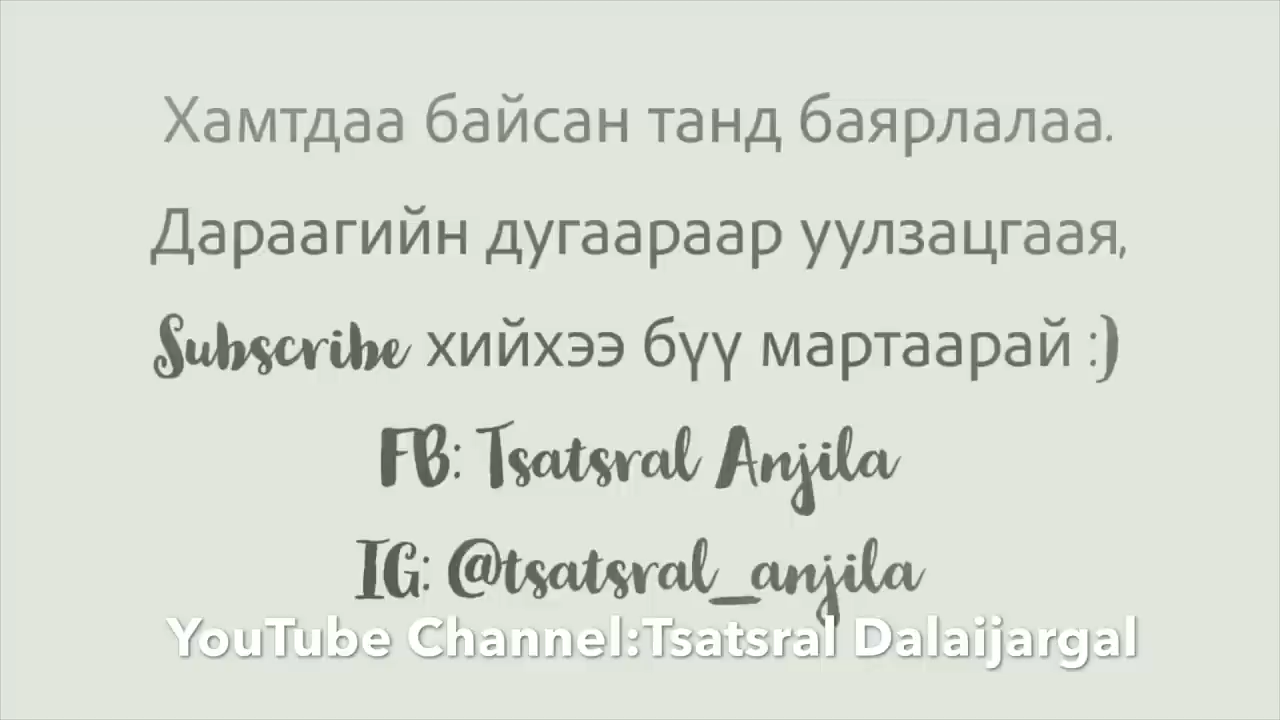 Хамтдаа байсан танд баярлалаа.
Дараагийн дугаараар уулзацгаая,
Subscribe хийхээ бүү мартаарай :)
FB: Tsatsral Anjila
IG: @tsatsral_anjila
YouTube Channel:Tsatsral Dalaijargal